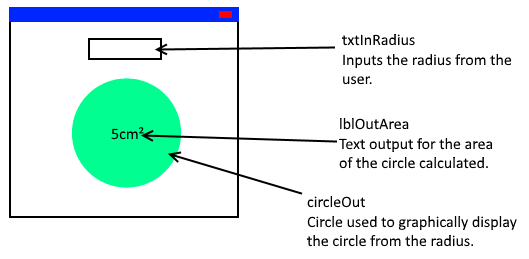 txtInRadius
Inputs the radius from the
user.
5cm²
lblOutArea
Text output for the area
of the circle calculated.
circleOut
Circle used to graphically display
the circle from the radius.